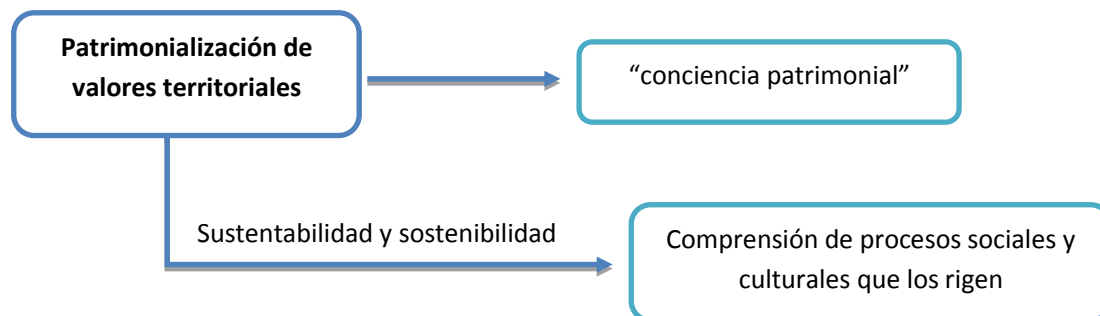 Patrimonialización de
valores territoriales
“conciencia patrimonial”
Sustentabilidad y sostenibilidad
Comprensión de procesos sociales y
culturales que los rigen